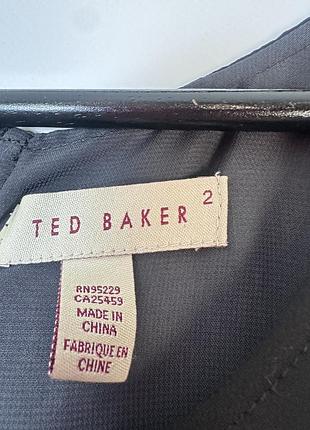 TED BAKER 2
RN95229
CA25459
MADE IN
CHINA
FABRIQUE EN
CHINE